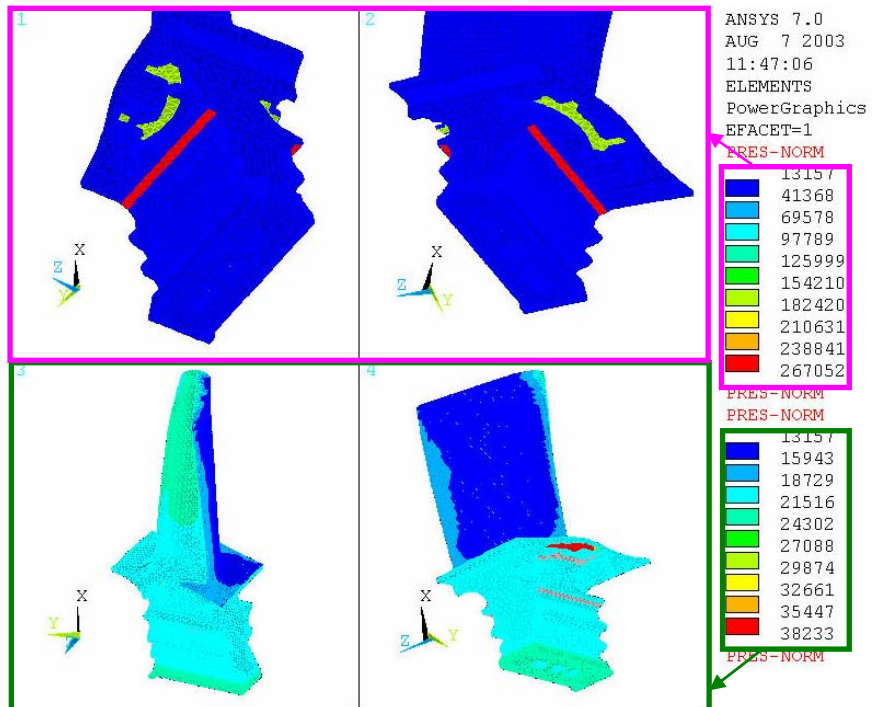 1
2
X
Z
Y
X
Z
Y
3
4
X
Y
X
Z
Y
ANSYS 7.0
AUG 7 2003
11:47:06
ELEMENTS
PowerGraphics
EFACET=1
PRES-NORM
13157
41368
69578
97789
125999
154210
182420
210631
238841
267052
PRES-NORM
PRES-NORM
13157
15943
18729
21516
24302
27088
29874
32661
35447
38233
PRES-NORM